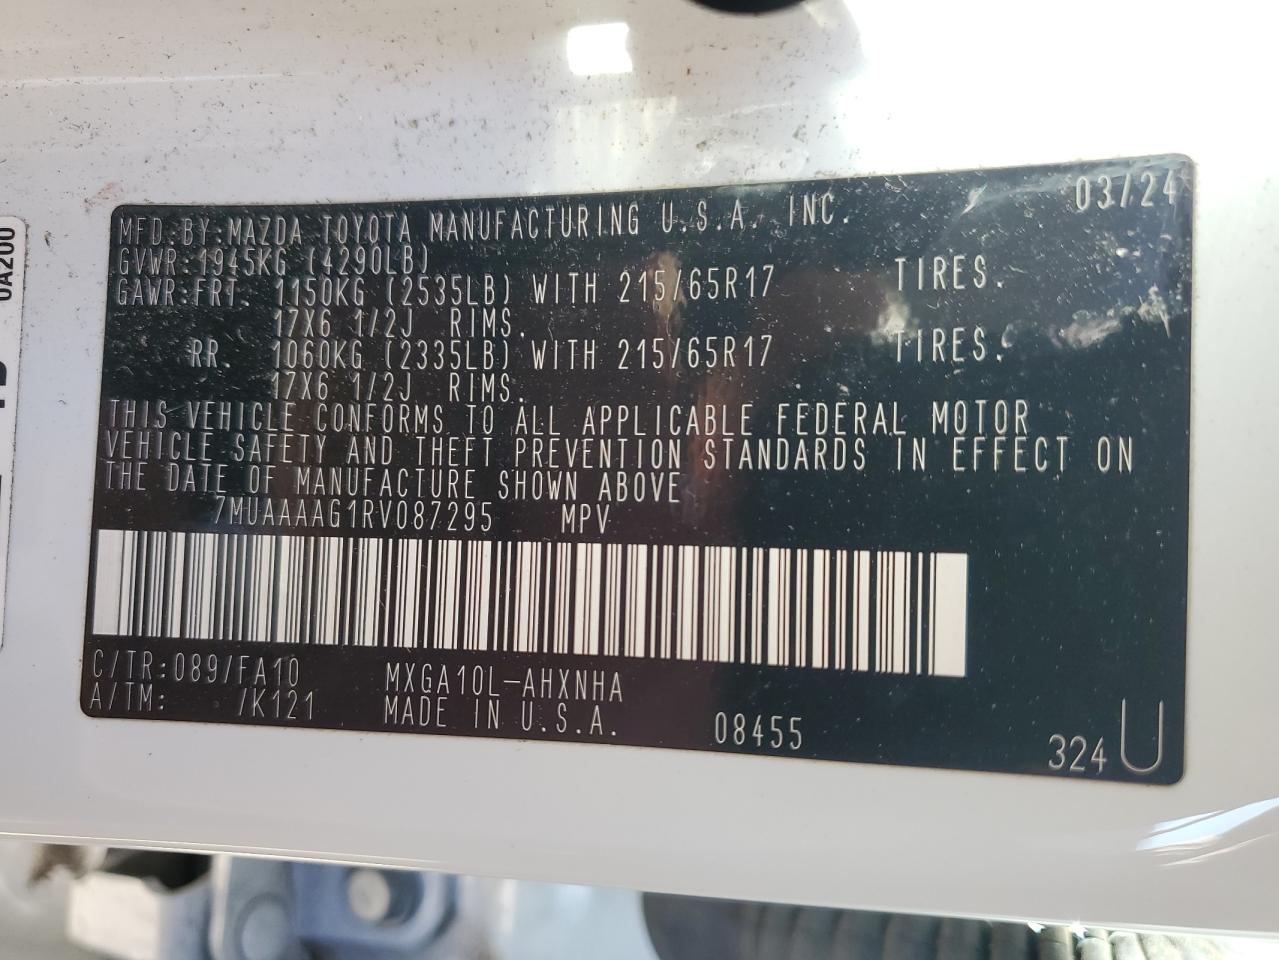 MFD.BY:MAZDA TOYOTA MANUFACTURING U.S.A. INC. 03/24
GVWR:1945KG (4290LB)
GAWR:FRT. 1150KG (2535LB) WITH 215/65R17 TIRES.
17X6 1/2J RIMS.
RR. 1060KG (2335LB) WITH 215/65R17 TIRES.
17X6 1/2J RIMS.
THIS VEHICLE CONFORMS TO ALL APPLICABLE FEDERAL MOTOR
VEHICLE SAFETY AND THEFT PREVENTION STANDARDS IN EFFECT ON
THE DATE OF MANUFACTURE SHOWN ABOVE
7MUAAAAG1RV087295 MPV
C/TR:089/FA10 MXGA10L-AHXNHA
A/TM: /K121 MADE IN U.S.A. 08455 324 U
0A200